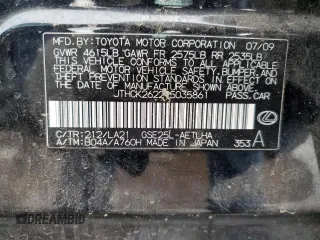 MFD. BY: TOYOTA MOTOR CORPORATION 07/09
GVWR 4615LB GAWR FR 2575LB RR 2535LB
THIS VEHICLE CONFORMS TO ALL APPLICABLE
FEDERAL MOTOR VEHICLE SAFETY, BUMPER, AND
THEFT PREVENTION STANDARDS IN EFFECT ON
THE DATE OF MANUFACTURE SHOWN ABOVE.
PASS. CAR
C/TR: 212/LA21 GSE25L-AETLHA
A/TM: B04A/A760H MADE IN JAPAN 353
A